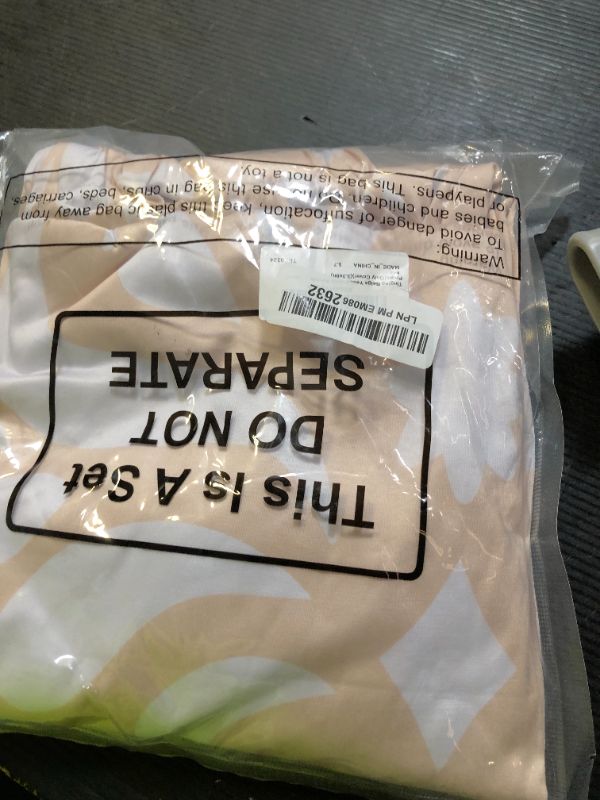 Warning:
To avoid danger of suffocation, Keep this plastic bag away from
babies and children. Do not use this bag in cribs, beds, carriages,
or playpens. This bag is not a toy.
LPN PM EM086 2632
Beige
MADE_IN_CHINA
This Is A Set
DO NOT
SEPARATE